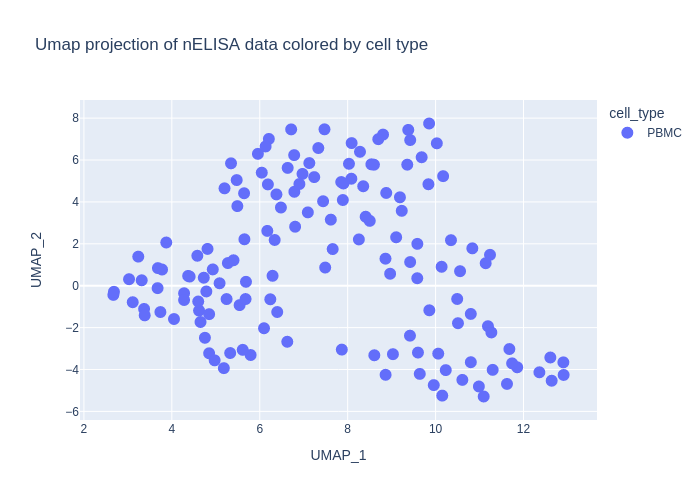 Umap projection of nELISA data colored by cell type
cell_type
PBMC
8
6
4
2
0
−2
−4
−6
2
4
6
8
10
12
UMAP_2
UMAP_1